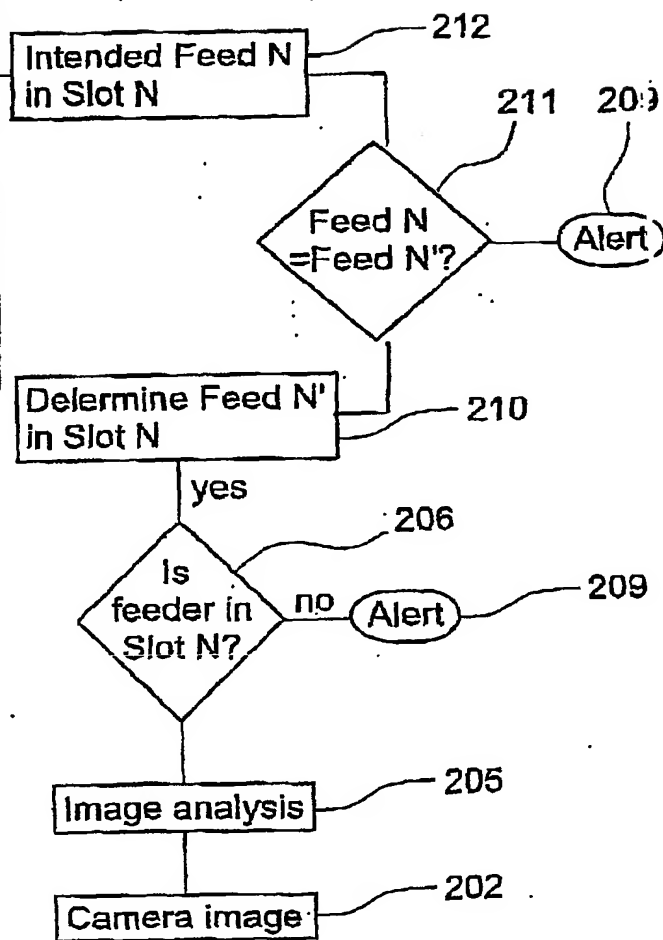 212
Intended Feed N
in Slot N
211
209
Feed N
=Feed N'?
Alert
Delermine Feed N'
in Slot N
210
yes
206
Is
feeder in
Slot N?
no
Alert
209
Image analysis
205
Camera image
202